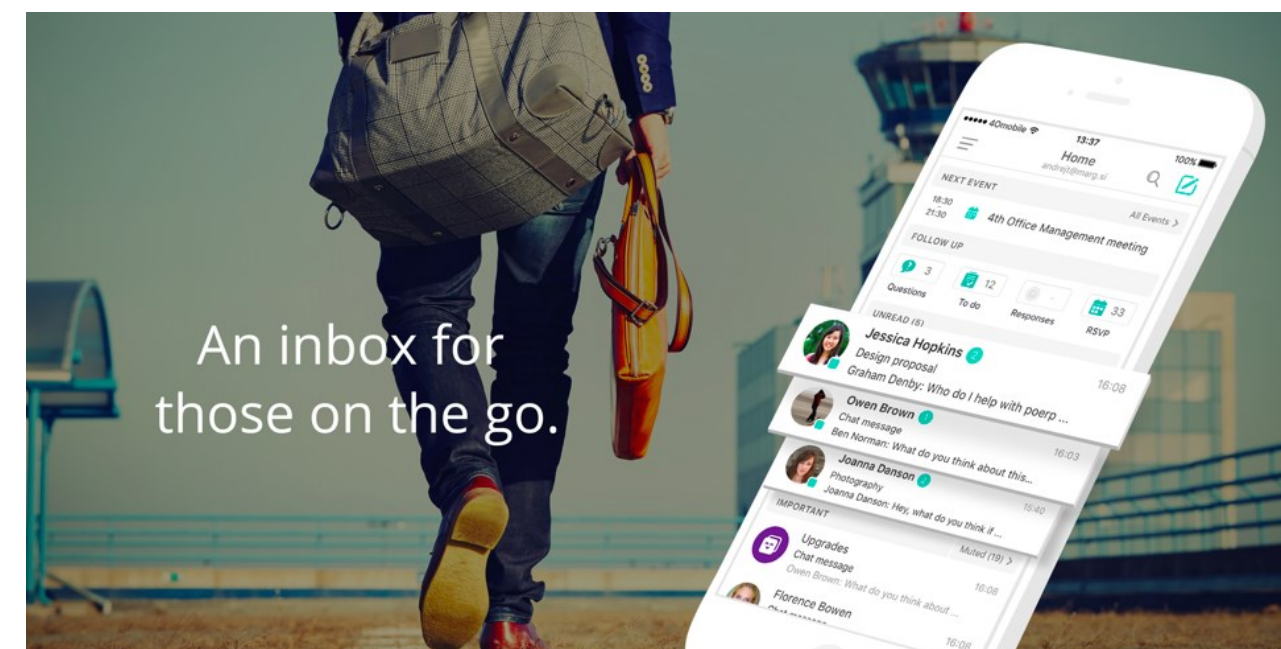 An inbox for
those on the go.
40mobile 13:37 100%
Home
andrejt@marg.si
NEXT EVENT All Events >
18:30
21:30
4th Office Management meeting
FOLLOW UP
3 12 33
Questions To do Responses RSVP
UNREAD (5)
Jessica Hopkins 2
Design proposal 16:08
Graham Denby: Who do I help with poerp ...
Owen Brown 1
Chat message 16:03
Ben Norman: What do you think about this...
Joanna Danson 2
Photography 15:40
Joanna Danson: Hey, what do you think if ...
IMPORTANT Muted (19) >
Upgrades
Chat message 16:08
Owen Brown: What do you think about ...
Florence Bowen
Chat message 16:08